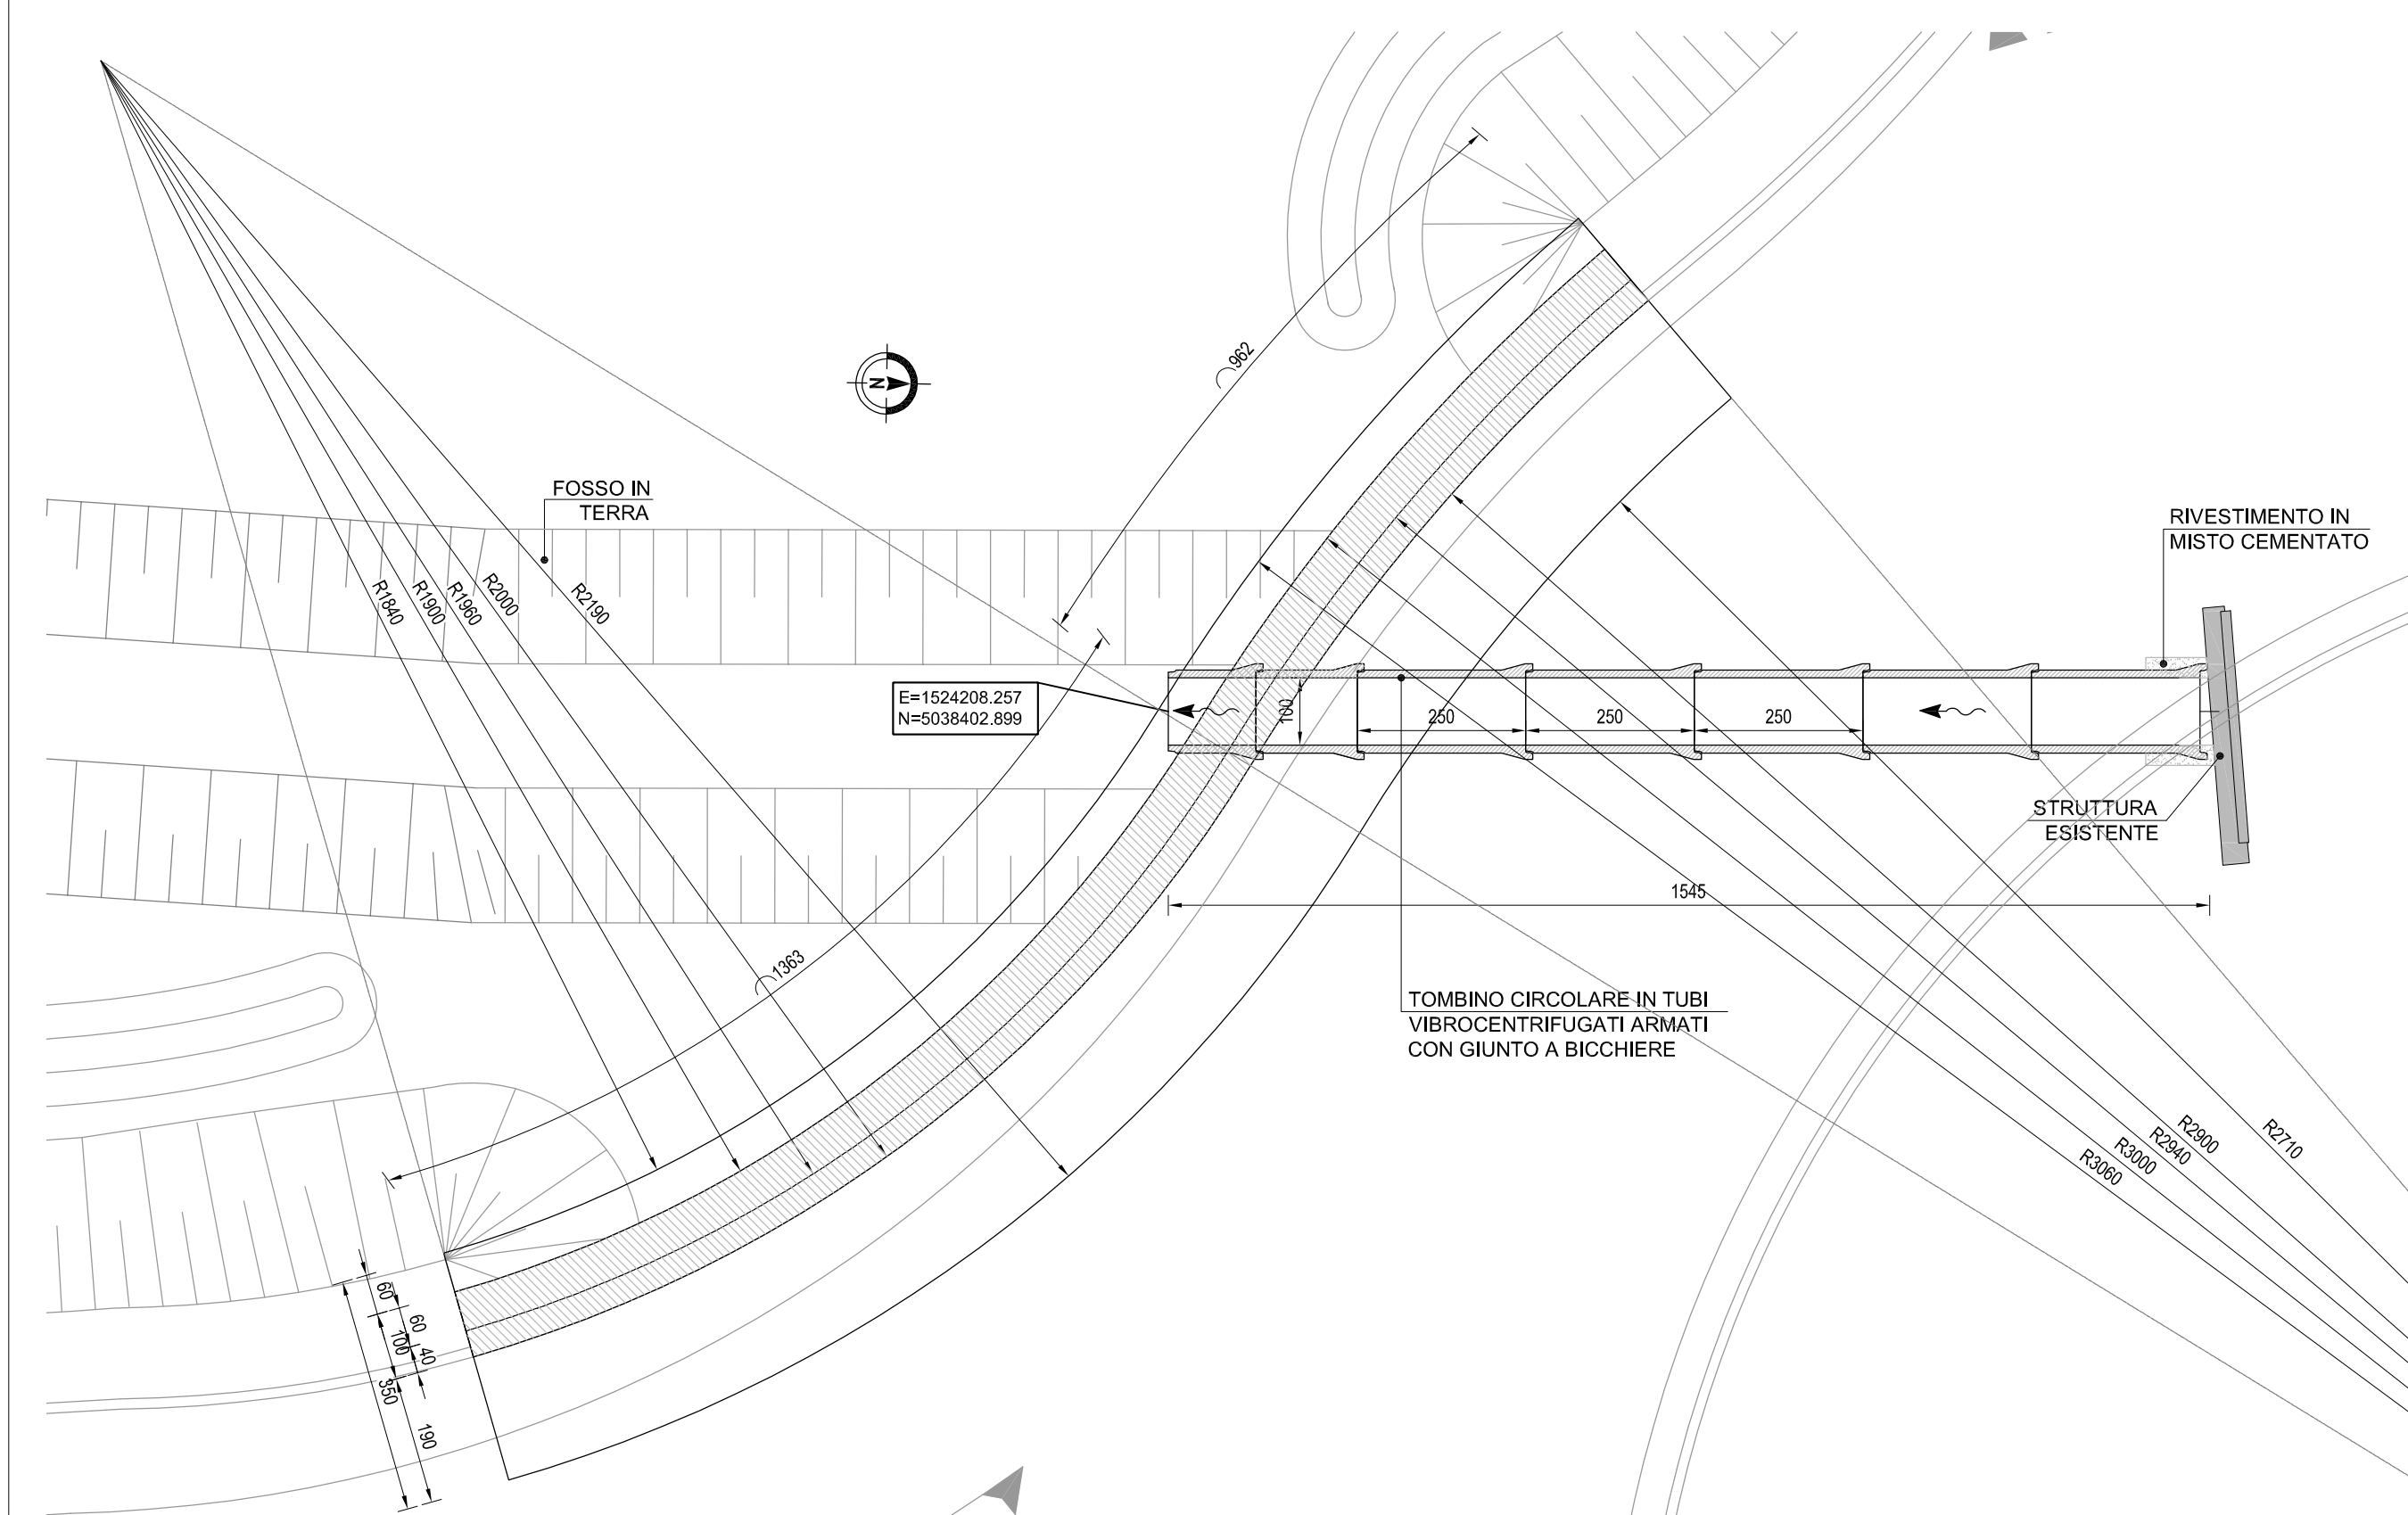 962
N
FOSSO IN
TERRA
RIVESTIMENTO IN
MISTO CEMENTATO
R1840
R1900
R1960
R2000
R2190
E=1524208.257
N=5038402.899
100
250
250
250
STRUTTURA
ESISTENTE
1545
1363
TOMBINO CIRCOLARE IN TUBI
VIBROCENTRIFUGATI ARMATI
CON GIUNTO A BICCHIERE
R3060
R3000
R2940
R2900
R2710
60
60
100
40
350
190